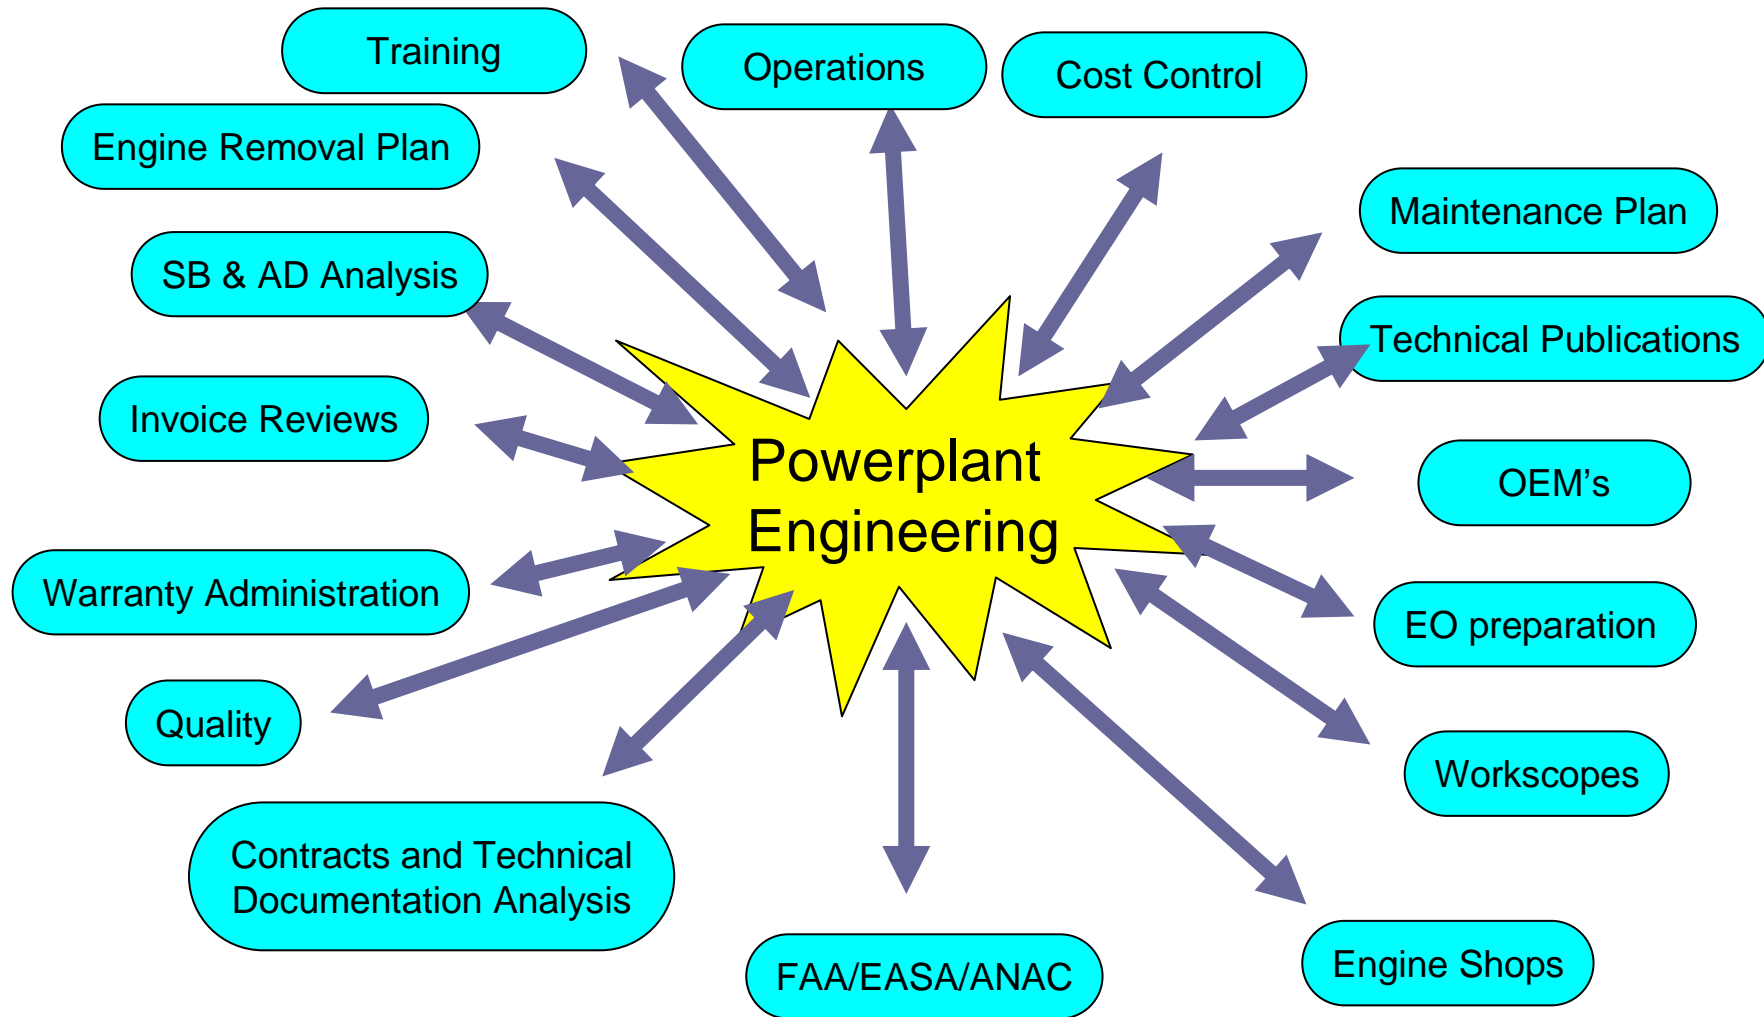 Training
Operations
Cost Control
Engine Removal Plan
Maintenance Plan
SB & AD Analysis
Technical Publications
Invoice Reviews
Powerplant
Engineering
OEM’s
Warranty Administration
EO preparation
Quality
Workscopes
Contracts and Technical
Documentation Analysis
FAA/EASA/ANAC
Engine Shops